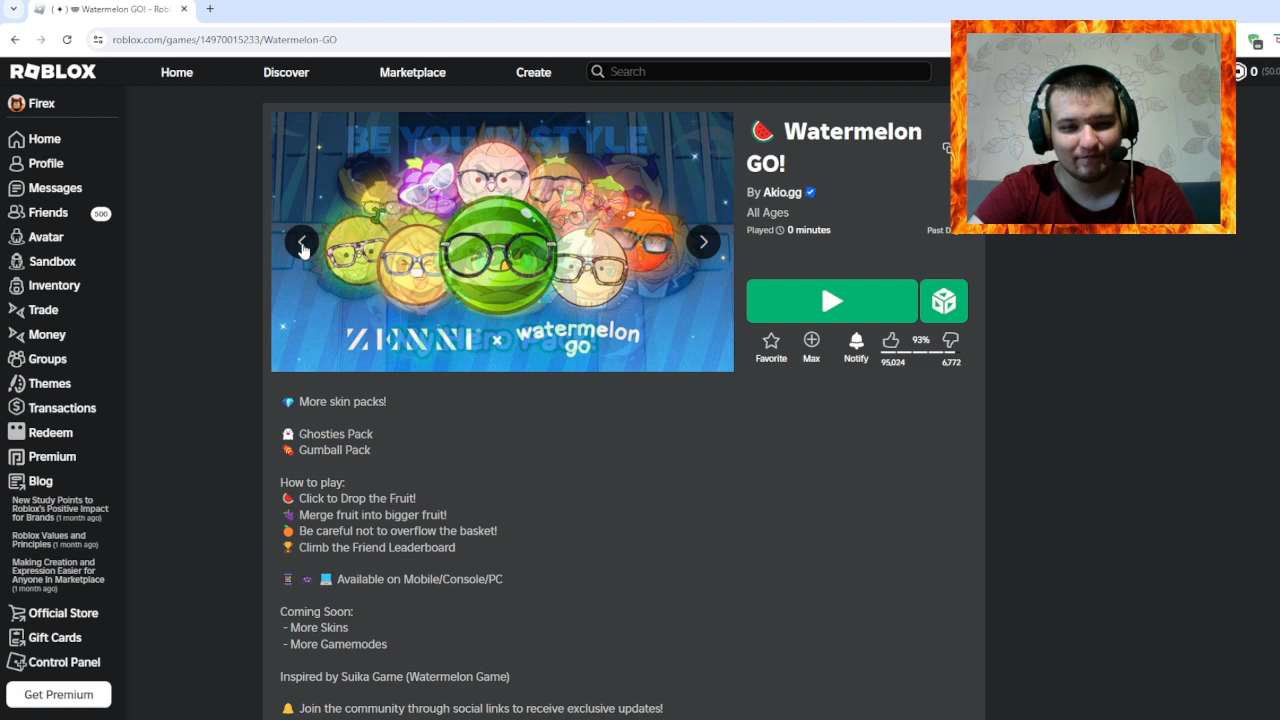 ( ✦ ) 🍉 Watermelon GO! - Rob
roblox.com/games/14970015233/Watermelon-GO
ROBLOX
Home
Discover
Marketplace
Create
Search
0
($0.0
Firex
Home
Profile
Messages
Friends
500
Avatar
Sandbox
Inventory
Trade
Money
Groups
Themes
Transactions
Redeem
Premium
Blog
New Study Points to
Roblox's Positive Impact
for Brands (1 month ago)
Roblox Values and
Principles (1 month ago)
Making Creation and
Expression Easier for
Anyone In Marketplace
(1 month ago)
Official Store
Gift Cards
Control Panel
Get Premium
BE YOU IN STYLE
ZENNI x watermelon
go
🍉 Watermelon
GO!
By Akio.gg
All Ages
Played 0 minutes
Past D
Favorite
Max
Notify
93%
95,024
6,772
💎 More skin packs!
👻 Ghosties Pack
🍬 Gumball Pack
How to play:
🍉 Click to Drop the Fruit!
🍇 Merge fruit into bigger fruit!
🍊 Be careful not to overflow the basket!
🏆 Climb the Friend Leaderboard
📱 🎮 💻 Available on Mobile/Console/PC
Coming Soon:
- More Skins
- More Gamemodes
Inspired by Suika Game (Watermelon Game)
🔔 Join the community through social links to receive exclusive updates!